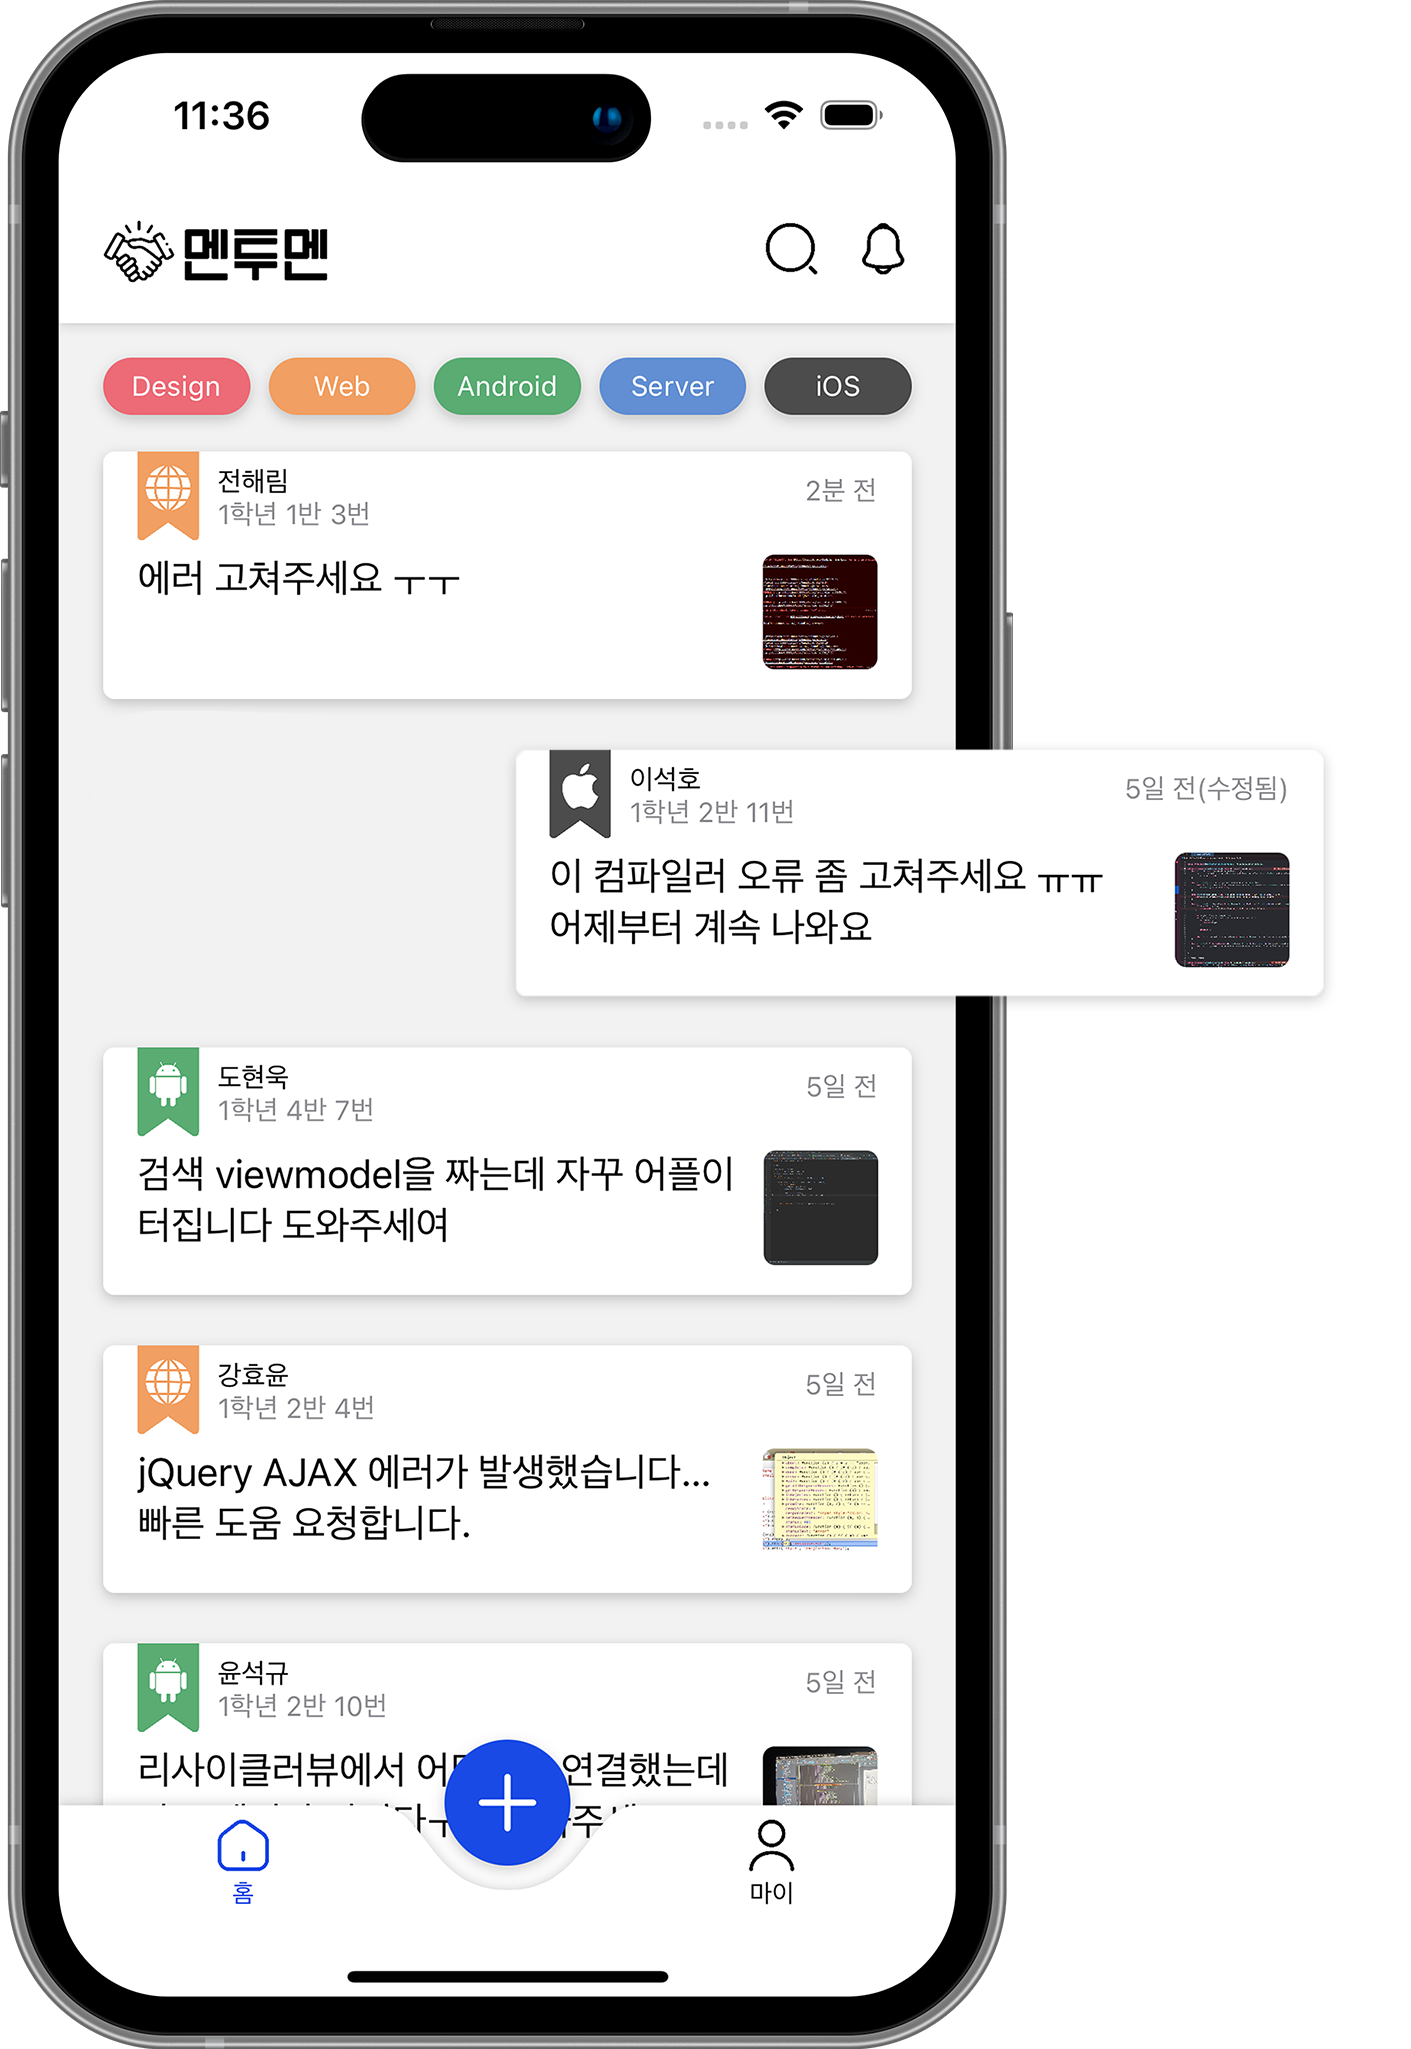 11:36
멘투멘
Design
Web
Android
Server
iOS
전해림
2분 전
1학년 1반 3번
에러 고쳐주세요 ㅜㅜ
이석호
5일 전(수정됨)
1학년 2반 11번
이 컴파일러 오류 좀 고쳐주세요 ㅠㅠ
어제부터 계속 나와요
도현욱
5일 전
1학년 4반 7번
검색 viewmodel을 짜는데 자꾸 어플이
터집니다 도와주세여
강효윤
5일 전
1학년 2반 4번
jQuery AJAX 에러가 발생했습니다...
빠른 도움 요청합니다.
윤석규
5일 전
1학년 2반 10번
리사이클러뷰에서 연결했는데
홈
마이